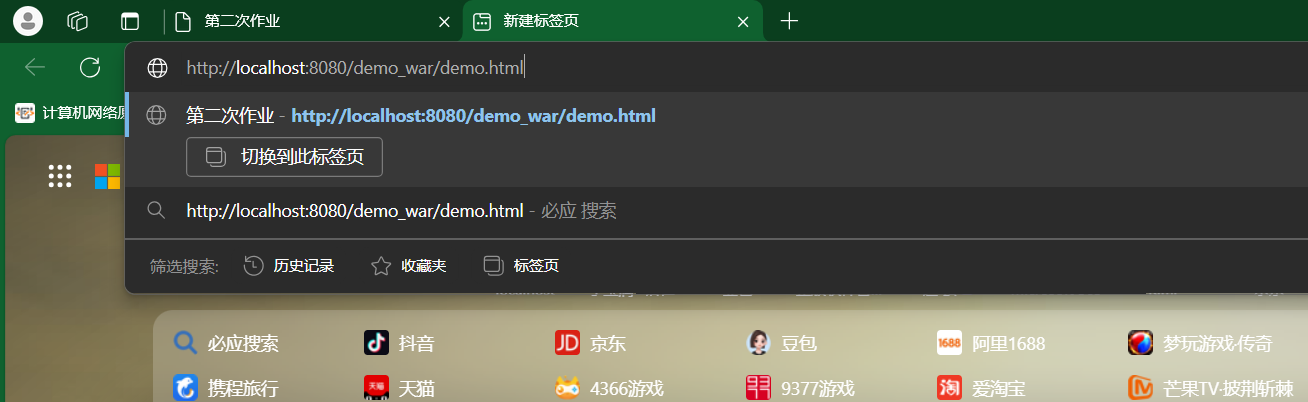 第二次作业
新建标签页
http://localhost:8080/demo_war/demo.html
计算机网络原
第二次作业 - http://localhost:8080/demo_war/demo.html
切换到此标签页
http://localhost:8080/demo_war/demo.html - 必应 搜索
筛选搜索: 历史记录 收藏夹 标签页
必应搜索 抖音 京东 豆包 阿里1688 梦玩游戏·传奇
携程旅行 天猫 4366游戏 9377游戏 爱淘宝 芒果TV·披荆斩棘